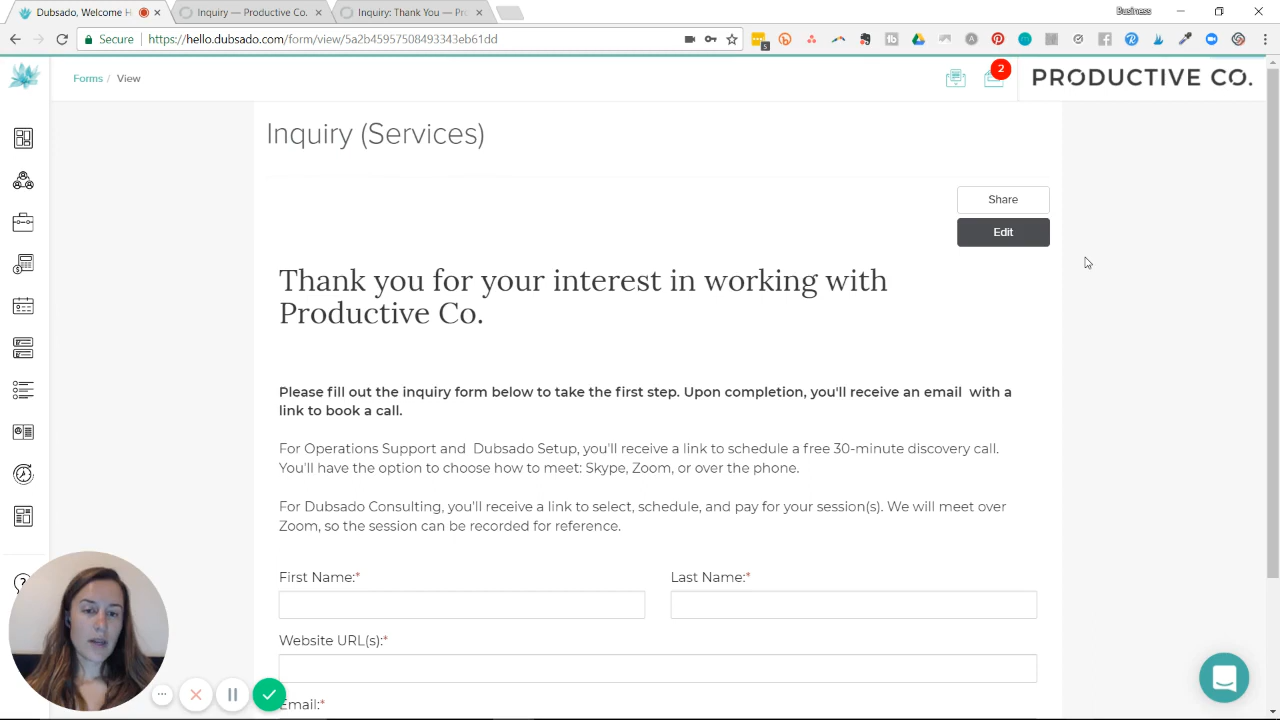 Dubsado, Welcome H
Inquiry — Productive Co.
Inquiry: Thank You — Pro
Business
Secure
https://hello.dubsado.com/form/view/5a2b45957508493343eb61dd
5
Forms / View
2
PRODUCTIVE CO.
Inquiry (Services)
Share
Edit
Thank you for your interest in working with
Productive Co.
Please fill out the inquiry form below to take the first step. Upon completion, you'll receive an email with a
link to book a call.
For Operations Support and Dubsado Setup, you'll receive a link to schedule a free 30-minute discovery call.
You'll have the option to choose how to meet: Skype, Zoom, or over the phone.
For Dubsado Consulting, you'll receive a link to select, schedule, and pay for your session(s). We will meet over
Zoom, so the session can be recorded for reference.
First Name:*
Last Name:*
Website URL(s):*
Email:*